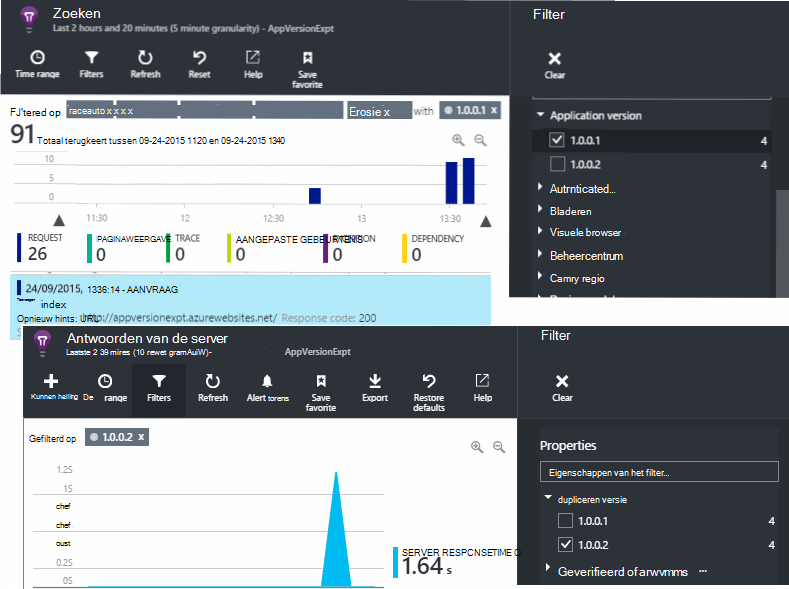 Zoeken
Last 2 hours and 20 minutes (5 minute granularity) - AppVersionExpt
Time range
Filters
Refresh
Reset
Help
Save favorite
FJ'tered op
raceauto x x x x
Erosie x
with
1.0.0.1 x
91 Totaal terugkeert tussen 09-24-2015 1120 en 09-24-2015 1340
10
5
0
11:30
12
12:30
13
13:30
REQUEST
26
PAGINAWEERGAVE
0
TRACE
0
AANGEPASTE GEBEURTENIS
0
0
DEPENDENCY
0
24/09/2015, 1336:14 - AANVRAAG
index
Opnieuw hints: URL: http://appversionexpt.azurewebsites.net/ Response code: 200
Filter
Clear
Application version
1.0.0.1 4
1.0.0.2 4
Autrnticated...
Bladeren
Visuele browser
Beheercentrum
Camry regio
Antwoorden van de server
Laatste 2 39 mires (10 rewet gramAuiW)-
AppVersionExpt
Kunnen heiling
De range
Filters
Refresh
Alert torens
Save favorite
Export
Restore defaults
Help
Gefilterd op
1.0.0.2 x
1.2S
1S
chef
chef
oust
0.2S
0S
SERVER RESPCNSETIME O
1.64 s
Filter
Clear
Properties
Eigenschappen van het filter...
dupliceren versie
1.0.0.1 4
1.0.0.2 4
Geverifieerd of arwvmms ...